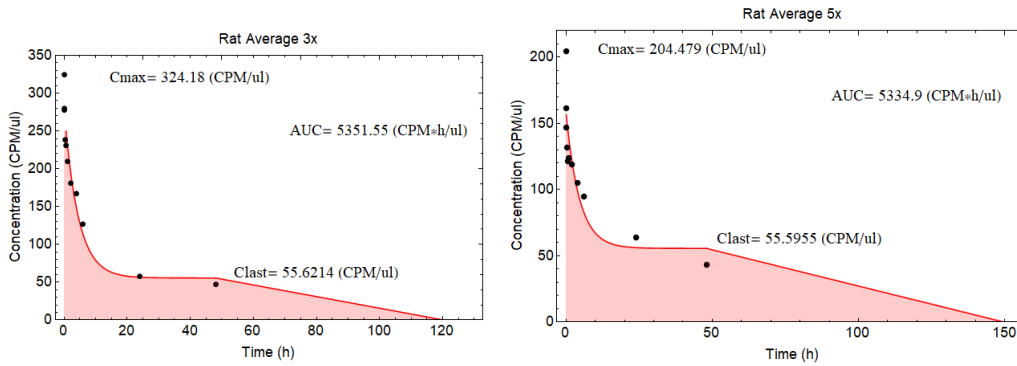 Rat Average 3x
350
300
250
200
150
100
50
0
Concentration (CPM/ul)
Cmax= 324.18 (CPM/ul)
AUC= 5351.55 (CPM*h/ul)
Clast= 55.6214 (CPM/ul)
0 20 40 60 80 100 120
Time (h)
Rat Average 5x
200
150
100
50
0
Concentration (CPM/ul)
Cmax= 204.479 (CPM/ul)
AUC= 5334.9 (CPM*h/ul)
Clast= 55.5955 (CPM/ul)
0 50 100 150
Time (h)